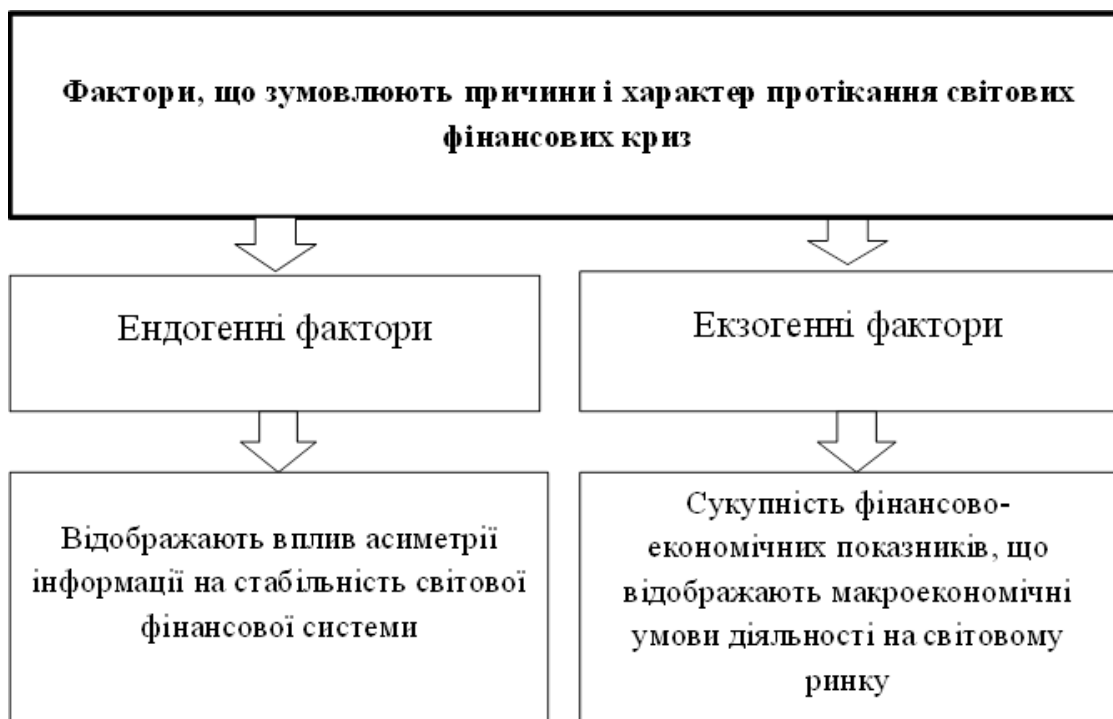 Фактори, що зумовлюють причини і характер протікання світових
фінансових криз
Ендогенні фактори
Екзогенні фактори
Відображають вплив асиметрії
інформації на стабільність світової
фінансової системи
Сукупність фінансово-
економічних показників, що
відображають макроекономічні
умови діяльності на світовому
ринку